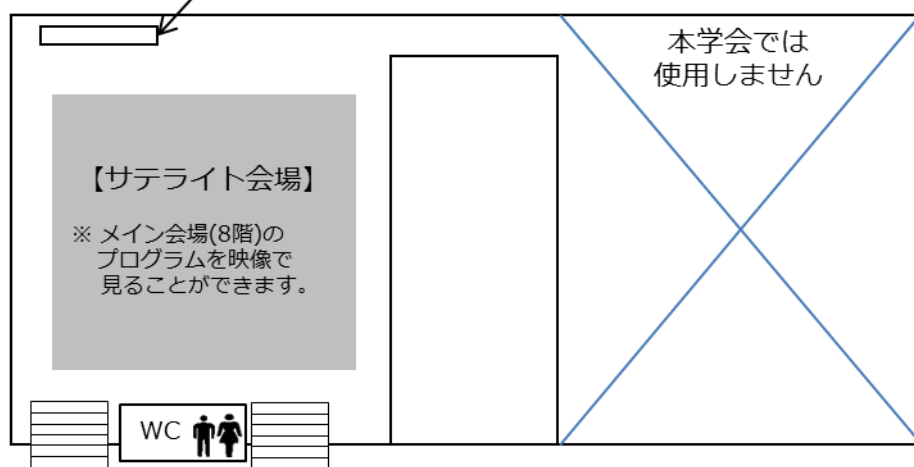 本学会では
使用しません
【サテライト会場】
※ メイン会場(8階)の
プログラムを映像で
見ることができます。
WC